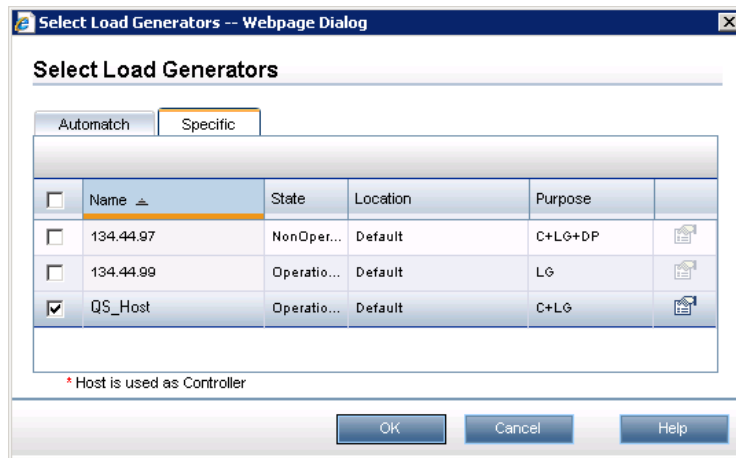 Select Load Generators -- Webpage Dialog
Select Load Generators
Automatch Specific
Name State Location Purpose
134.44.97 NonOper... Default C+LG+DP
134.44.99 Operatio... Default LG
QS_Host Operatio... Default C+LG
* Host is used as Controller
OK Cancel Help